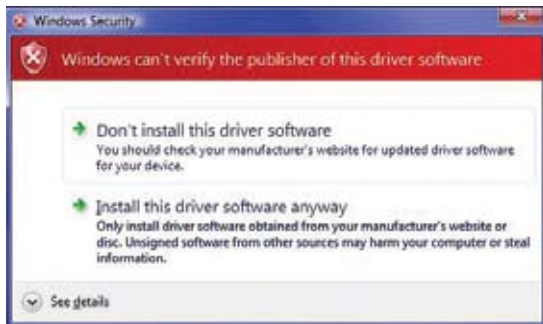 Windows Security
Windows can't verify the publisher of this driver software
Don't install this driver software
You should check your manufacturer's website for updated driver software
for your device.
Install this driver software anyway
Only install driver software obtained from your manufacturer's website or
disc. Unsigned software from other sources may harm your computer or steal
information.
See details